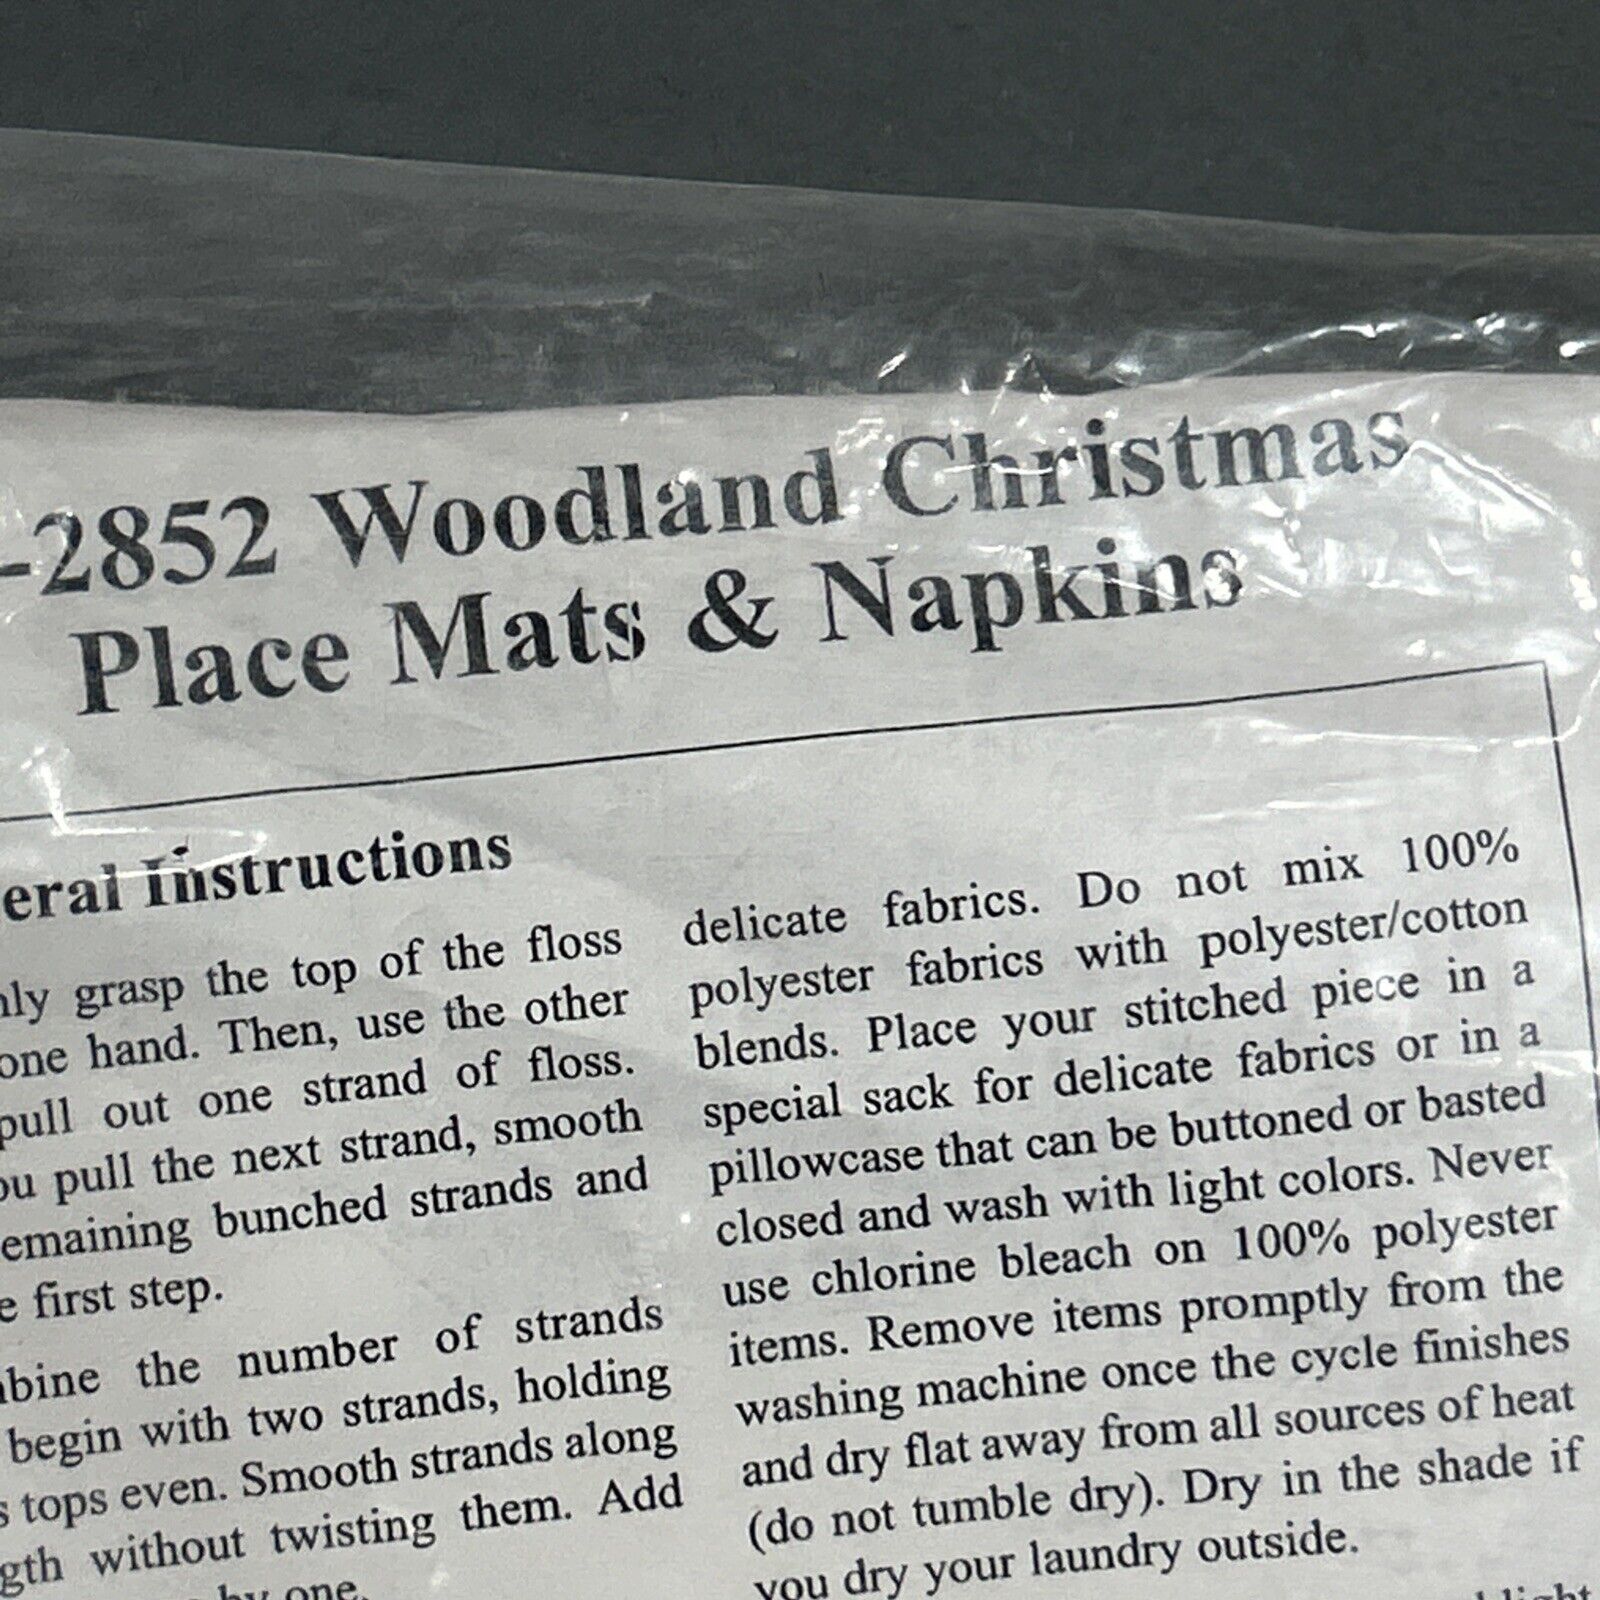 -2852 Woodland Christmas
Place Mats & Napkins
eral Instructions
nly grasp the top of the floss
one hand. Then, use the other
pull out one strand of floss.
ou pull the next strand, smooth
emaining bunched strands and
e first step.
bine the number of strands
begin with two strands, holding
s tops even. Smooth strands along
gth without twisting them. Add
by one.
delicate fabrics. Do not mix 100%
polyester fabrics with polyester/cotton
blends. Place your stitched piece in a
special sack for delicate fabrics or in a
pillowcase that can be buttoned or basted
closed and wash with light colors. Never
use chlorine bleach on 100% polyester
items. Remove items promptly from the
washing machine once the cycle finishes
and dry flat away from all sources of heat
(do not tumble dry). Dry in the shade if
you dry your laundry outside.
light